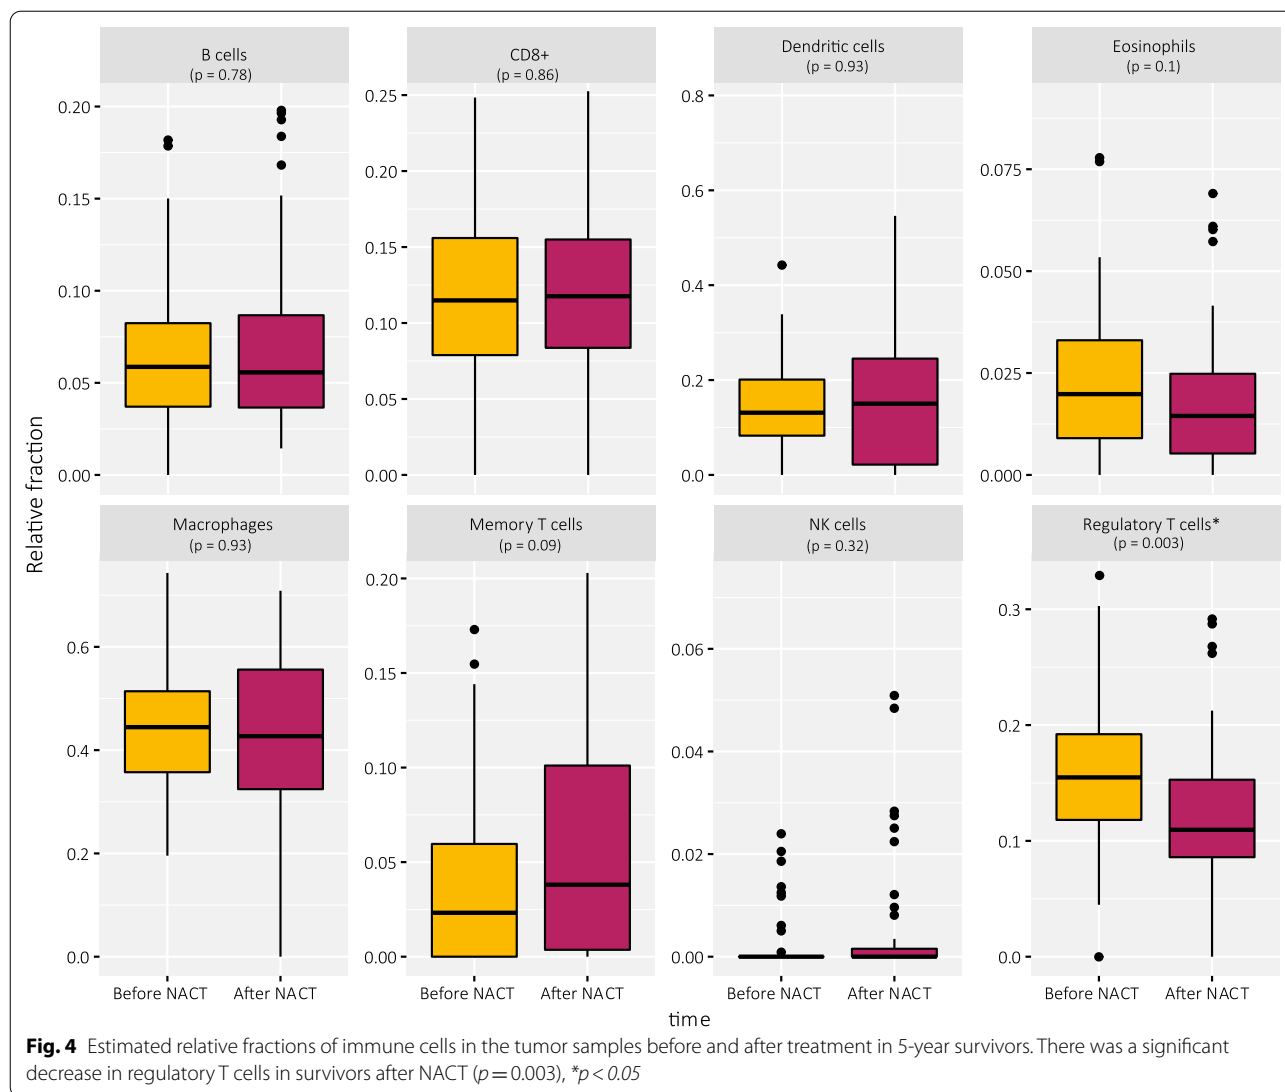 B cells
(p = 0.78)
CD8+
(p = 0.86)
Dendritic cells
(p = 0.93)
Eosinophils
(p = 0.1)
0.20
0.15
0.10
0.05
0.00
0.25
0.20
0.15
0.10
0.05
0.00
0.8
0.6
0.4
0.2
0.0
0.075
0.050
0.025
0.000
Relative fraction
Macrophages
(p = 0.93)
Memory T cells
(p = 0.09)
NK cells
(p = 0.32)
Regulatory T cells*
(p = 0.003)
0.6
0.4
0.2
0.0
0.20
0.15
0.10
0.05
0.00
0.06
0.04
0.02
0.00
0.3
0.2
0.1
0.0
Before NACT After NACT
Before NACT After NACT
Before NACT After NACT
Before NACT After NACT
time
Fig. 4 Estimated relative fractions of immune cells in the tumor samples before and after treatment in 5-year survivors. There was a significant
decrease in regulatory T cells in survivors after NACT (p = 0.003), *p < 0.05